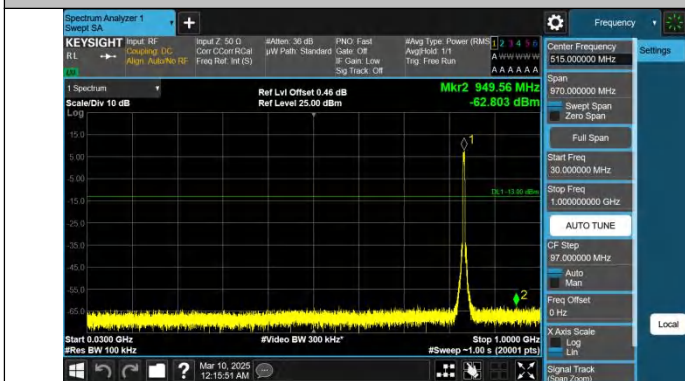 Spectrum Analyzer 1
Swept SA
Frequency
KEYSIGHT
RL
Input: RF
Coupling: DC
Align: Auto/No RF
Input Z: 50 Ω
Corr CCorr RCal
Freq Ref: Int (S)
#Atten: 36 dB
µW Path: Standard
PNO: Fast
Gate: Off
IF Gain: Low
Sig Track: Off
#Avg Type: Power (RMS)
Avg|Hold: 1/1
Trig: Free Run
1 2 3 4 5 6
A W W W W W
A A A A A A
1 Spectrum
Scale/Div 10 dB
Log
Ref Lvl Offset 0.46 dB
Ref Level 25.00 dBm
Mkr2 949.56 MHz
-62.803 dBm
15.0
5.00
-5.00
-15.0
-25.0
-35.0
-45.0
-55.0
-65.0
1
DL1 -13.00 dBm
2
Start 0.0300 GHz
#Res BW 100 kHz
#Video BW 300 kHz*
Stop 1.0000 GHz
#Sweep ~1.00 s (20001 pts)
Mar 10, 2025
12:15:51 AM
Center Frequency
515.000000 MHz
Span
970.000000 MHz
Swept Span
Zero Span
Full Span
Start Freq
30.000000 MHz
Stop Freq
1.000000000 GHz
AUTO TUNE
CF Step
97.000000 MHz
Auto
Man
Freq Offset
0 Hz
X Axis Scale
Log
Lin
Signal Track
(Span Zoom)
Settings
Local